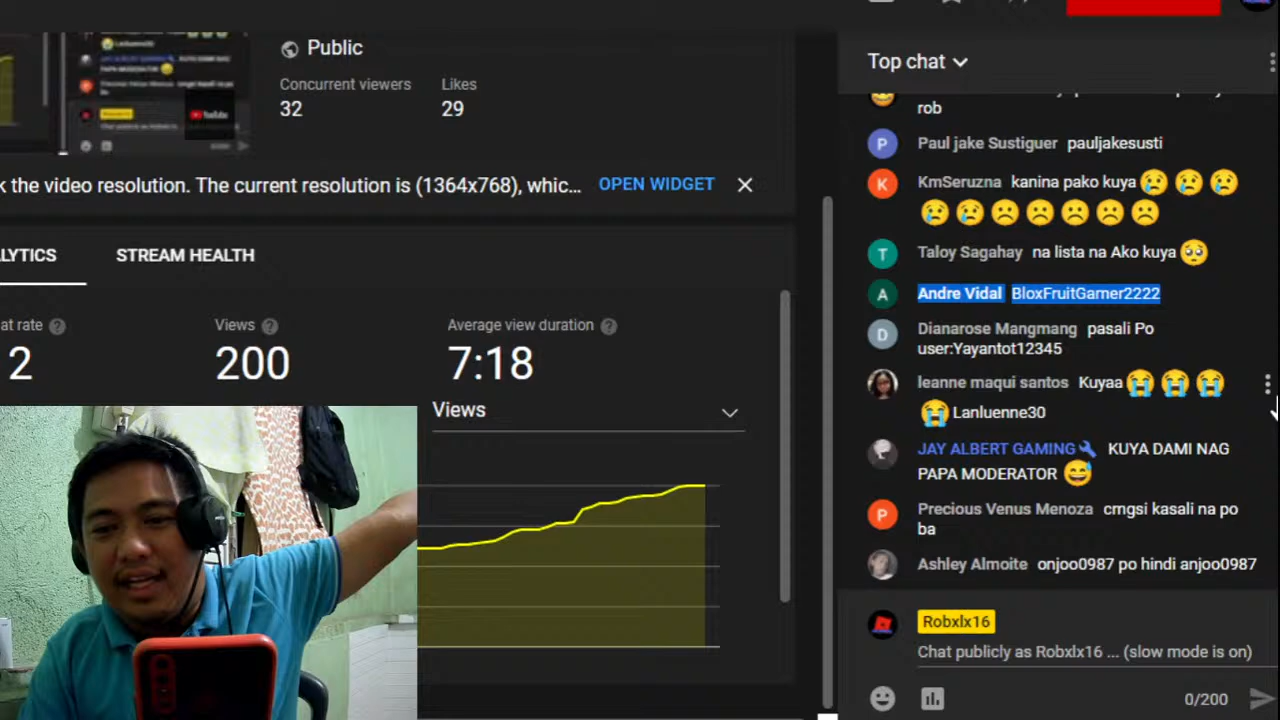 Public
Concurrent viewers
Likes
32
29
k the video resolution. The current resolution is (1364x768), whic...
OPEN WIDGET
LYTICS
STREAM HEALTH
at rate
Views
Average view duration
2
200
7:18
Views
Top chat
rob
Paul jake Sustiguer pauljakesusti
KmSeruzna kanina pako kuya😢😢😢
😢😢☹️☹️☹️☹️☹️
Taloy Sagahay na lista na Ako kuya🥺
A Andre Vidal BloxFruitGamer2222
D Dianarose Mangmang pasali Po
user:Yayantot12345
leanne maqui santos Kuyaa😭😭😭
😭Lanluenne30
JAY ALBERT GAMING🔧 KUYA DAMI NAG
PAPA MODERATOR 😅
P Precious Venus Menoza cmgsi kasali na po
ba
Ashley Almoite onjoo0987 po hindi anjoo0987
Robxlx16
Chat publicly as Robxlx16 ... (slow mode is on)
0/200